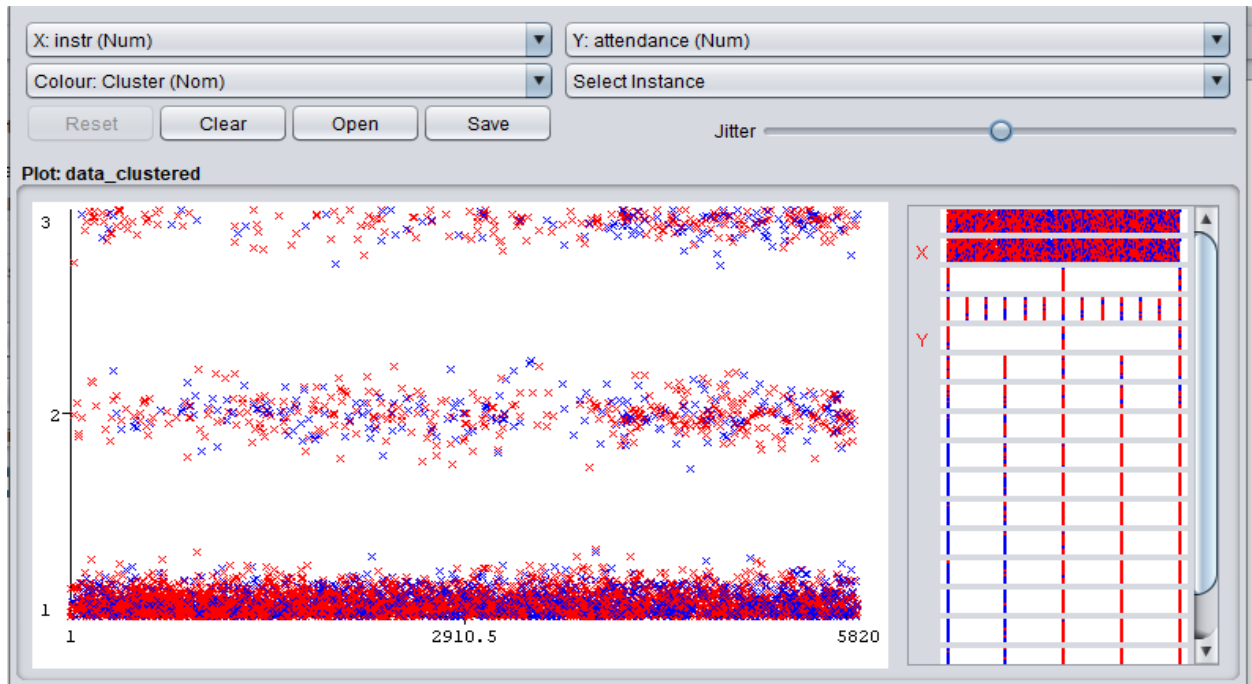 X: instr (Num) Y: attendance (Num)
Colour: Cluster (Nom) Select Instance
Reset Clear Open Save Jitter
Plot: data_clustered
3
X
Y
2
1
1 2910.5 5820